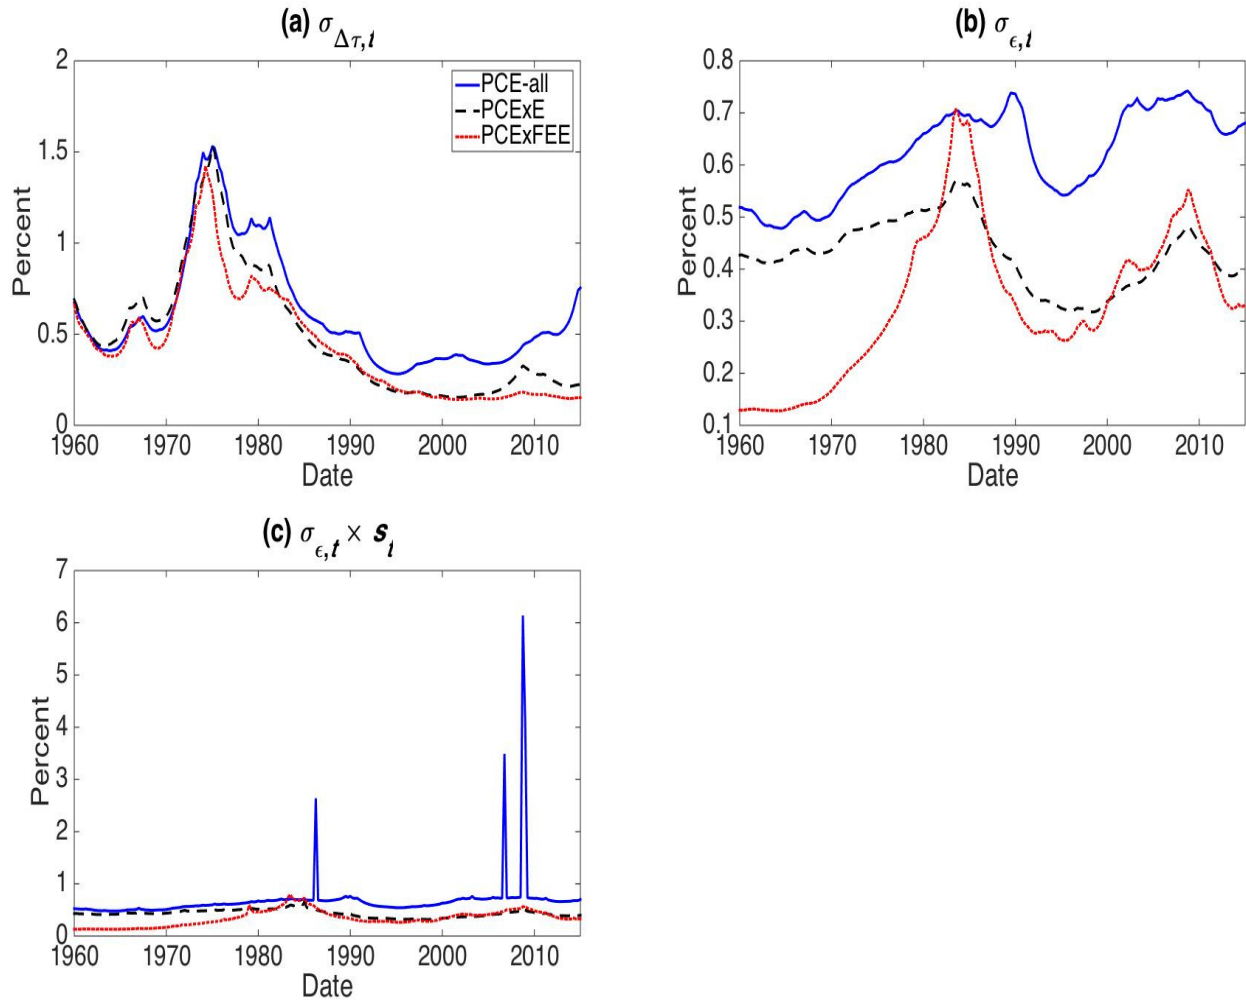 (a) σΔτ,t
2
1.5
1
0.5
0
Percent
1960 1970 1980 1990 2000 2010
Date
PCE-all
PCExE
PCExFEE
(b) σϵ,t
0.8
0.7
0.6
0.5
0.4
0.3
0.2
0.1
Percent
1960 1970 1980 1990 2000 2010
Date
(c) σϵ,t × st
7
6
5
4
3
2
1
0
Percent
1960 1970 1980 1990 2000 2010
Date